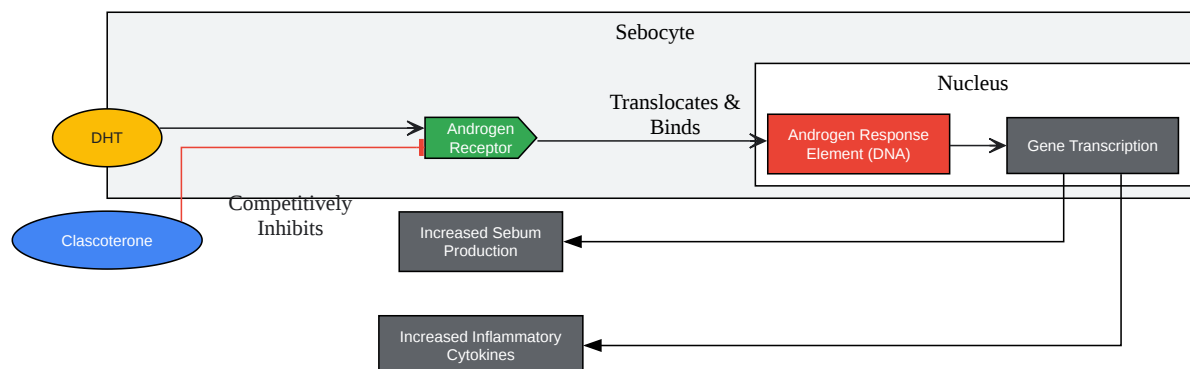 Sebocyte
Nucleus
Translocates &
Binds
DHT
Androgen
Receptor
Androgen Response
Element (DNA)
Gene Transcription
Competitively
Inhibits
Clascoterone
Increased Sebum
Production
Increased Inflammatory
Cytokines